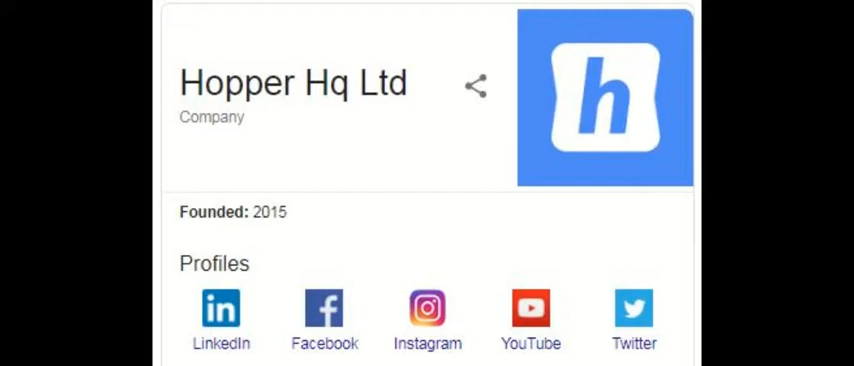 Hopper Hq Ltd
Company
h
Founded: 2015
Profiles
in f
LinkedIn Facebook Instagram YouTube Twitter